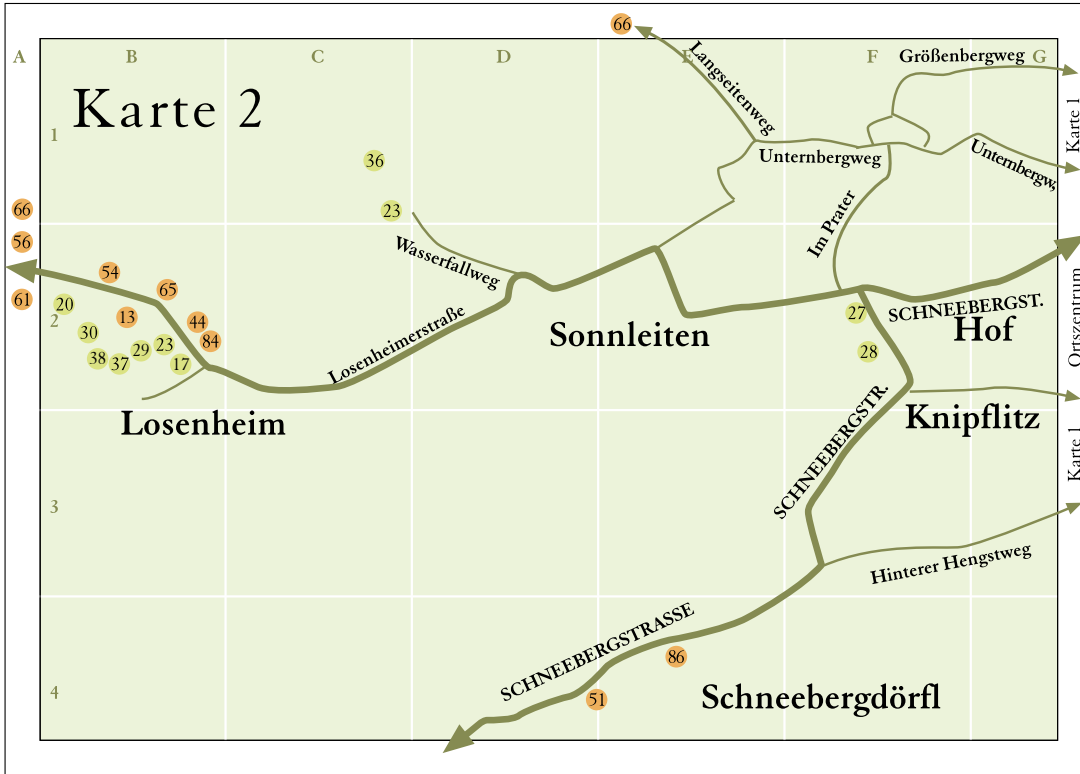 66
A
B
C
D
E
F
G
Größenbergweg
Langseitenweg
Karte 2
Karte 1
1
Unternbergweg
Unternbergw,
36
23
66
Im Prater
56
Wasserfallweg
54
65
61
20
13
44
2
30
84
23
29
38
37
17
Losenheimerstraße
Sonnleiten
27
SCHNEEBERGST.
Hof
28
Ortszentrum
Losenheim
Knipflitz
SCHNEEBERGSTR.
Karte 1
3
Hinterer Hengstweg
SCHNEEBERGSTRASSE
86
4
51
Schneebergdörfl